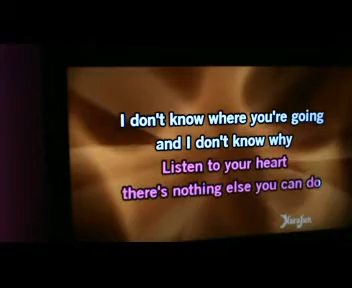 I don't know where you're going
and I don't know why
Listen to your heart
there's nothing else you can do
Karafun